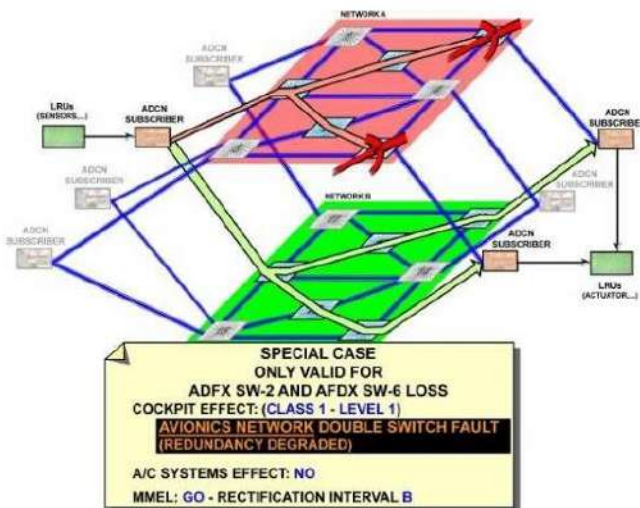 NETWORK A
ADCN
SUBSCRIBER
LRUs
(SENSORS,...)
ADCN
SUBSCRIBER
ADCN
SUBSCRIBE
ADCN
SUBSCRIBER
NETWORK B
ADCN
SUBSCRIBER
ADCN
SUBSCRIBER
ADCN
SUBSCRIBER
LRUs
(ACTUATOR,...)
SPECIAL CASE
ONLY VALID FOR
ADFX SW-2 AND AFDX SW-6 LOSS
COCKPIT EFFECT: (CLASS 1 - LEVEL 1)
AVIONICS NETWORK DOUBLE SWITCH FAULT
(REDUNDANCY DEGRADED)
A/C SYSTEMS EFFECT: NO
MMEL: GO - RECTIFICATION INTERVAL B